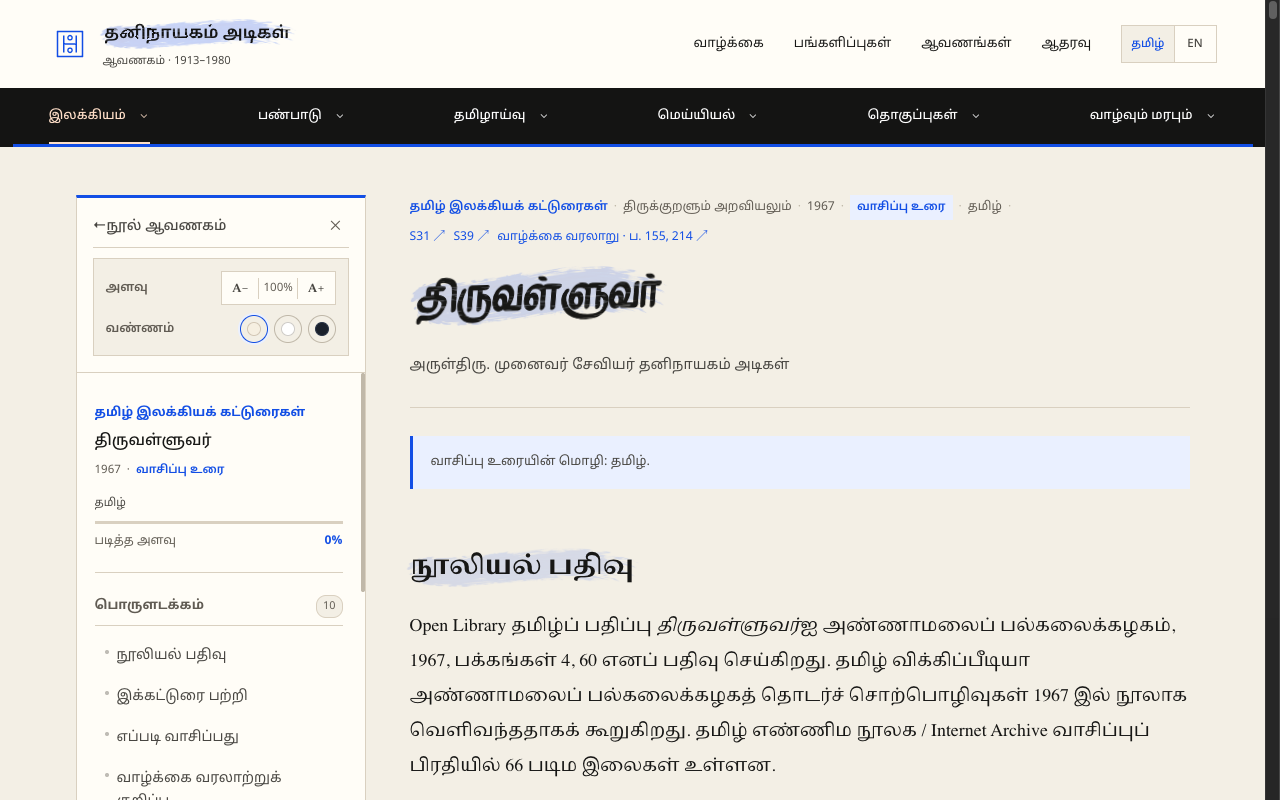 தனிநாயகம் அடிகள்
ஆவணகம் · 1913–1980
வாழ்க்கை பங்களிப்புகள் ஆவணங்கள் ஆதரவு தமிழ் EN
இலக்கியம் பண்பாடு தமிழாய்வு மெய்யியல் தொகுப்புகள் வாழ்வும் மரபும்
←நூல் ஆவணகம் ×
அளவு A− 100% A+
வண்ணம்
தமிழ் இலக்கியக் கட்டுரைகள்
திருவள்ளுவர்
1967 · வாசிப்பு உரை
தமிழ்
படித்த அளவு 0%
பொருளடக்கம் 10
நூலியல் பதிவு
இக்கட்டுரை பற்றி
எப்படி வாசிப்பது
வாழ்க்கை வரலாற்றுக்
குறிப்பு
தமிழ் இலக்கியக் கட்டுரைகள் · திருக்குறளும் அறவியலும் · 1967 · வாசிப்பு உரை · தமிழ் ·
S31 ↗ S39 ↗ வாழ்க்கை வரலாறு · ப. 155, 214 ↗
திருவள்ளுவர்
அருள்திரு. முனைவர் சேவியர் தனிநாயகம் அடிகள்
வாசிப்பு உரையின் மொழி: தமிழ்.
நூலியல் பதிவு
Open Library தமிழ்ப் பதிப்பு திருவள்ளுவர்ஐ அண்ணாமலைப் பல்கலைக்கழகம்,
1967, பக்கங்கள் 4, 60 எனப் பதிவு செய்கிறது. தமிழ் விக்கிப்பீடியா
அண்ணாமலைப் பல்கலைக்கழகத் தொடர்ச் சொற்பொழிவுகள் 1967 இல் நூலாக
வெளிவந்ததாகக் கூறுகிறது. தமிழ் எண்ணிம நூலக / Internet Archive வாசிப்புப்
பிரதியில் 66 படிம இலைகள் உள்ளன.